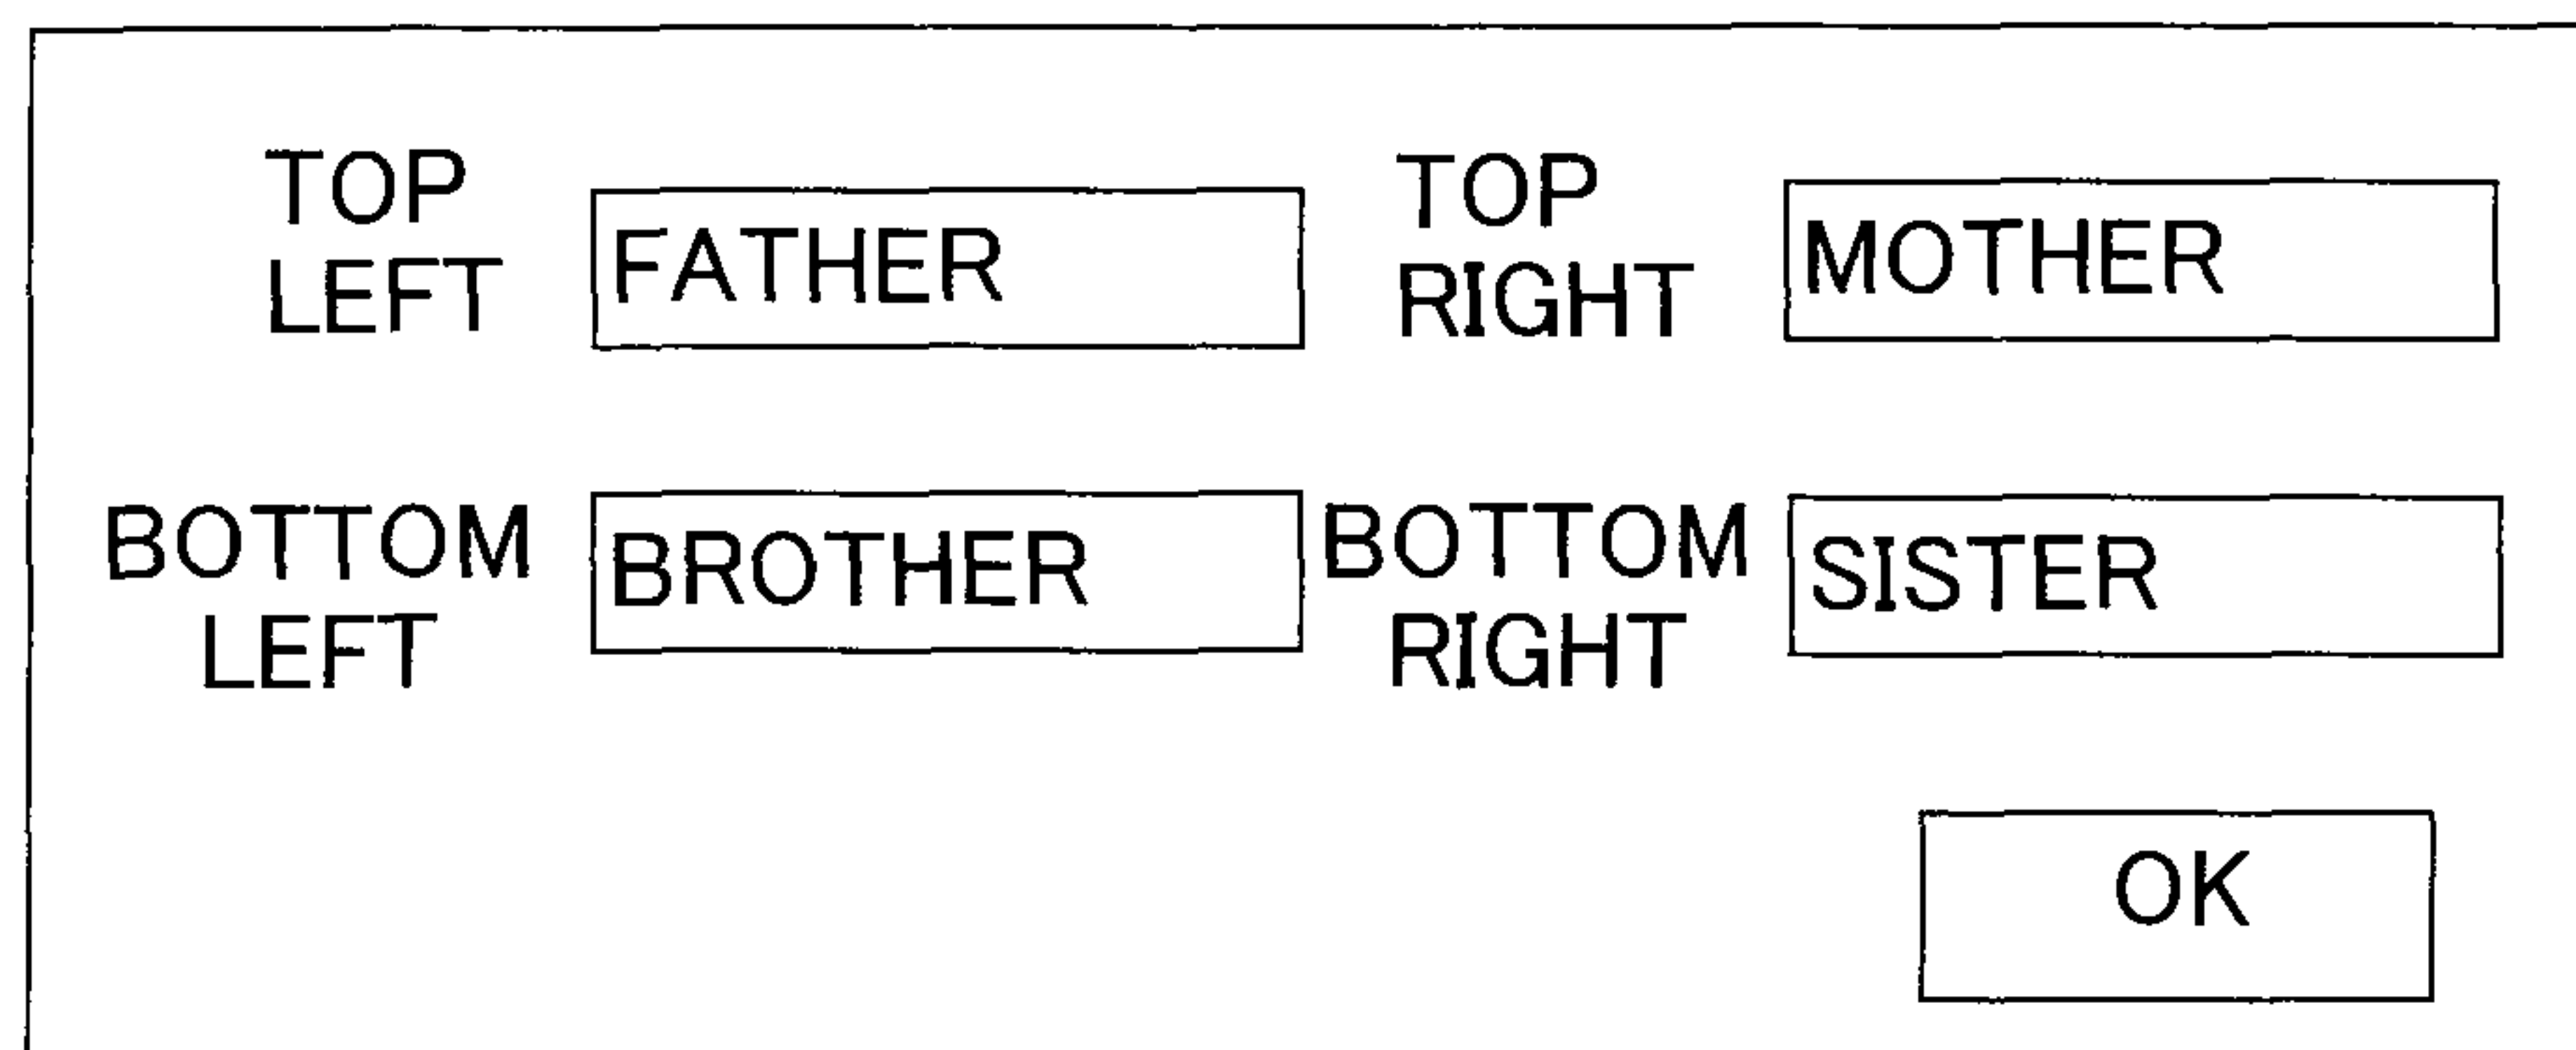 TOP
LEFT
FATHER
TOP
RIGHT
MOTHER
BOTTOM
LEFT
BROTHER
BOTTOM
RIGHT
SISTER
OK